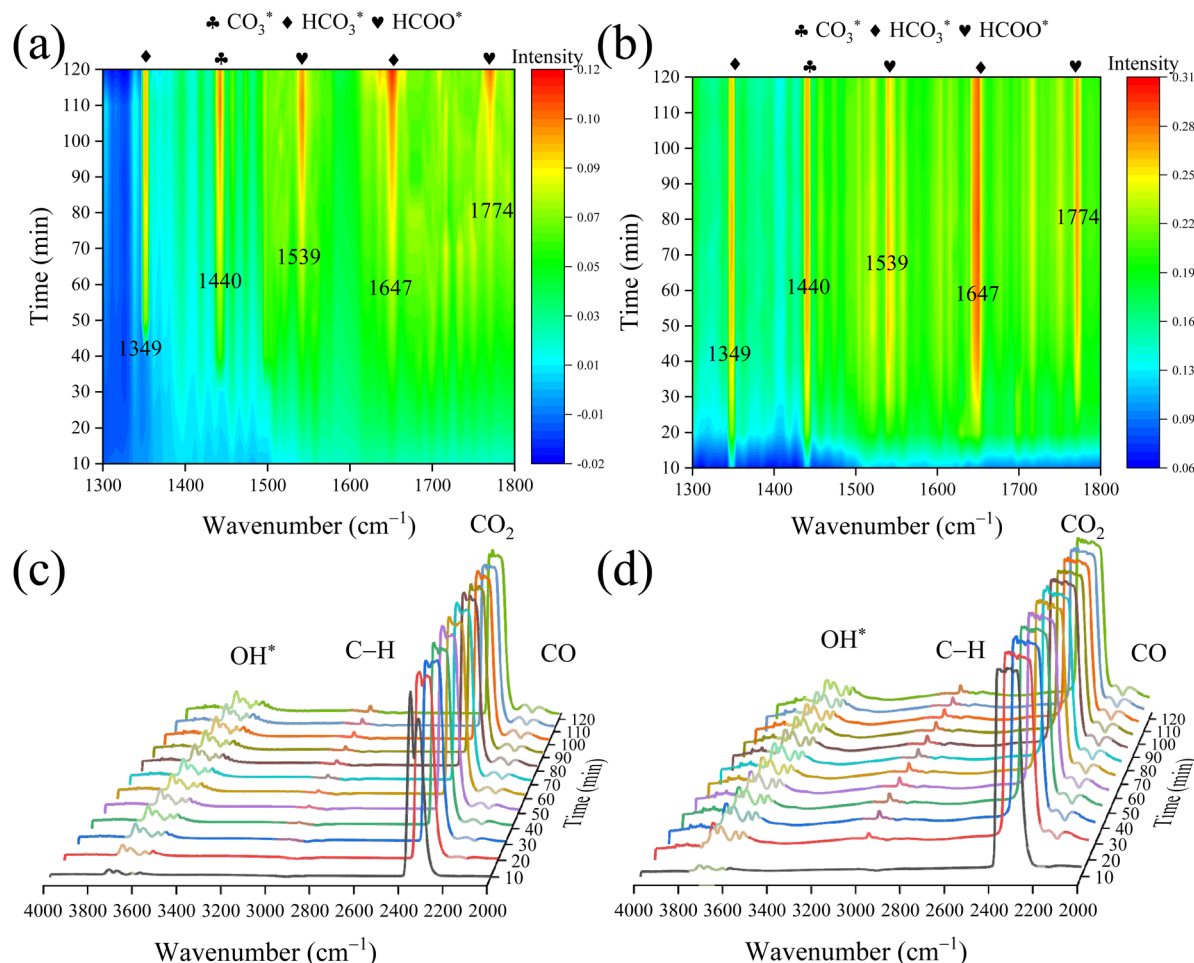 (a)
♣ CO₃* ♦ HCO₃* ♥ HCOO*
♦ ♣ ♥ ♦ ♥
Intensity
120
110
100
90
80
70
60
50
40
30
20
10
Time (min)
1349
1440
1539
1647
1774
0.12
0.10
0.09
0.07
0.05
0.03
0.01
-0.01
-0.02
1300 1400 1500 1600 1700 1800
Wavenumber (cm⁻¹)
(b)
♣ CO₃* ♦ HCO₃* ♥ HCOO*
♦ ♣ ♥ ♦ ♥
Intensity
120
110
100
90
80
70
60
50
40
30
20
10
Time (min)
1349
1440
1539
1647
1774
0.31
0.28
0.25
0.22
0.19
0.16
0.13
0.09
0.06
1300 1400 1500 1600 1700 1800
Wavenumber (cm⁻¹)
(c)
CO₂
OH*
C–H
CO
120
110
100
90
80
70
60
50
40
30
20
10
Time (min)
4000 3600 3200 2800 2400 2000
4000 3600 3200 3000 2600 2200 2000
Wavenumber (cm⁻¹)
(d)
CO₂
OH*
C–H
CO
120
110
100
90
80
70
60
50
40
30
20
10
Time (min)
4000 3600 3200 3000 2600 2200 2000
Wavenumber (cm⁻¹)